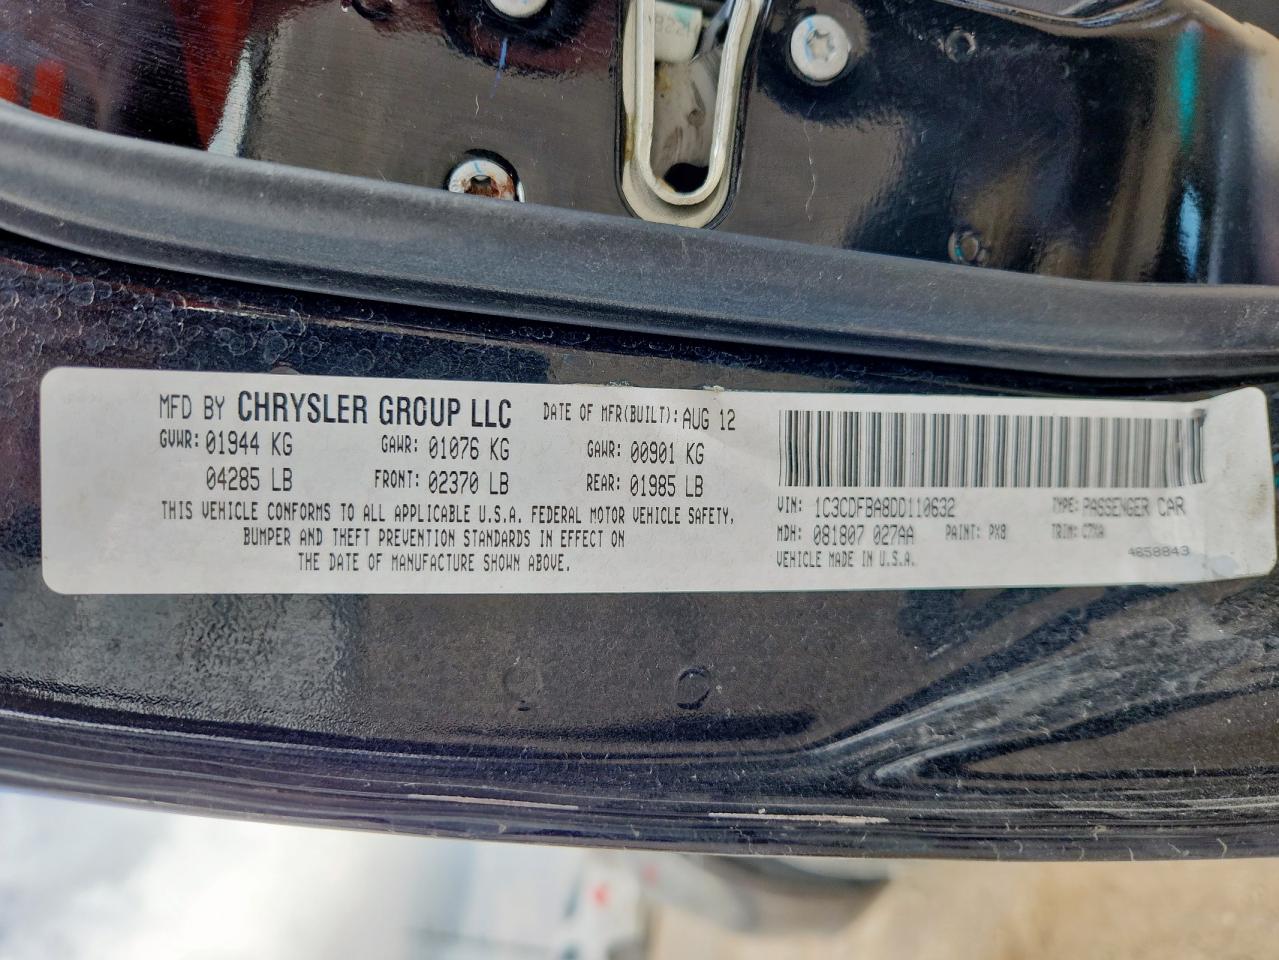 MFD BY CHRYSLER GROUP LLC DATE OF MFR(BUILT): AUG 12
GVWR: 01944 KG GAWR: 01076 KG GAWR: 00901 KG
04285 LB FRONT: 02370 LB REAR: 01985 LB
THIS VEHICLE CONFORMS TO ALL APPLICABLE U.S.A. FEDERAL MOTOR VEHICLE SAFETY,
BUMPER AND THEFT PREVENTION STANDARDS IN EFFECT ON
THE DATE OF MANUFACTURE SHOWN ABOVE.
VIN: 1C3CDFBA8DD110632 TYPE: PASSENGER CAR
MDH: 081807 027AA PAINT: PX8 TRIM: C7XA
VEHICLE MADE IN U.S.A. 4658843